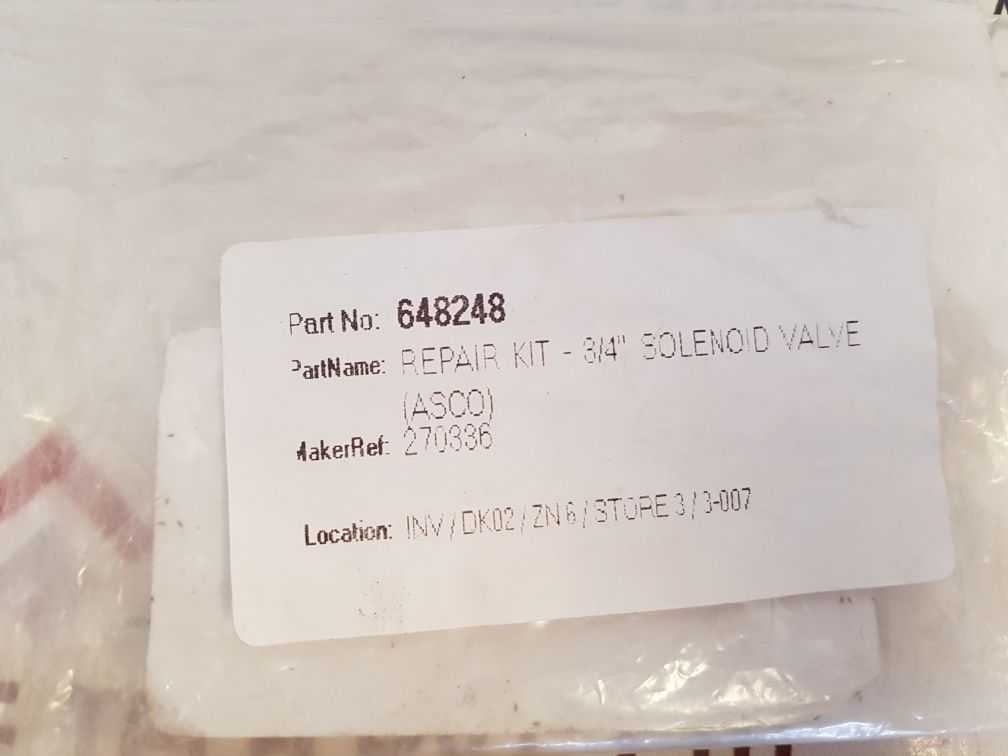 Part No: 648248
PartName: REPAIR KIT - 3/4" SOLENOID VALVE
(ASCO)
MakerRef: 270336
Location: INV / DK02 / ZN 6 / STORE 3 / 3-007